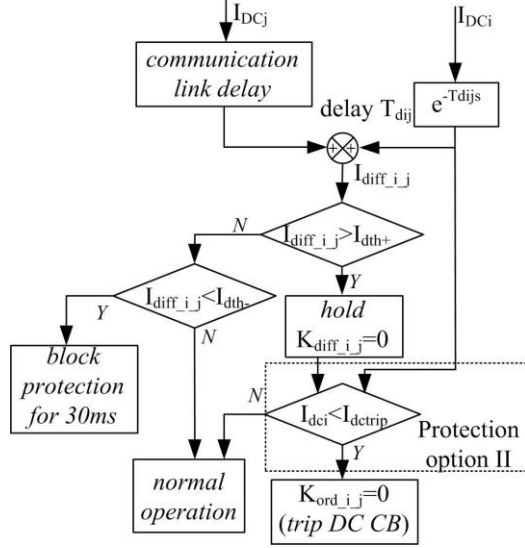 I_DCj
I_DCi
communication
link delay
e^-Tdijs
delay T_dij
+ +
I_diff_i_j
N
I_diff_i_j>I_dth+
Y
I_diff_i_j<I_dth-
Y
N
hold
K_diff_i_j=0
block
protection
for 30ms
N
I_dci<I_dctrip
Y
Protection
option II
normal
operation
K_ord_i_j=0
(trip DC CB)